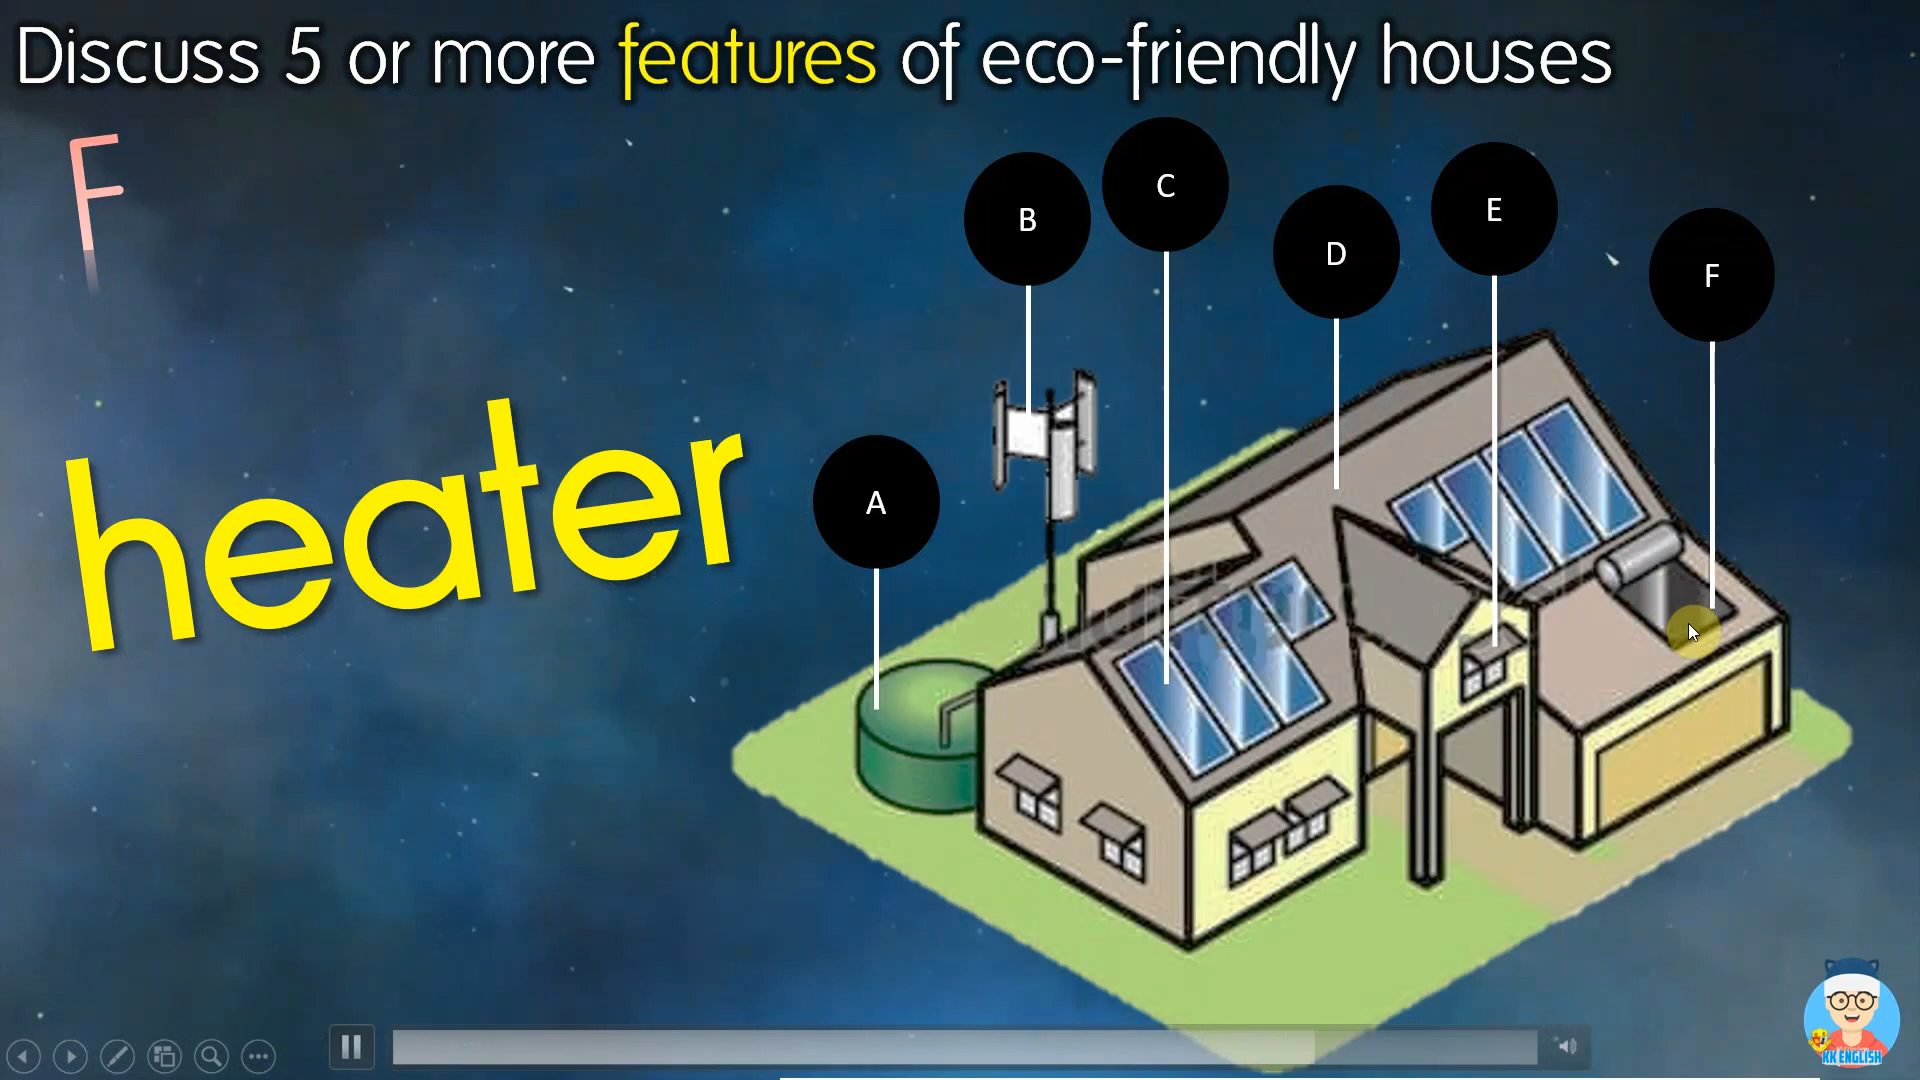 Discuss 5 or more features of eco-friendly houses
F
heater
A
B
C
D
E
F
KK ENGLISH